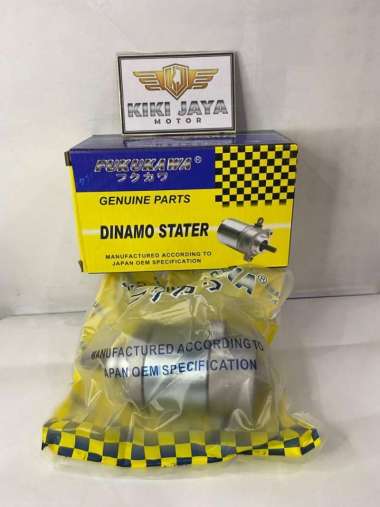 KJ
KIKI JAYA
MOTOR
FUKUKAWA®
フクカワ
GENUINE PARTS
DINAMO STATER
MANUFACTURED ACCORDING TO
JAPAN OEM SPECIFICATION
MANUFACTURED ACCORDING TO
JAPAN OEM SPECIFICATION